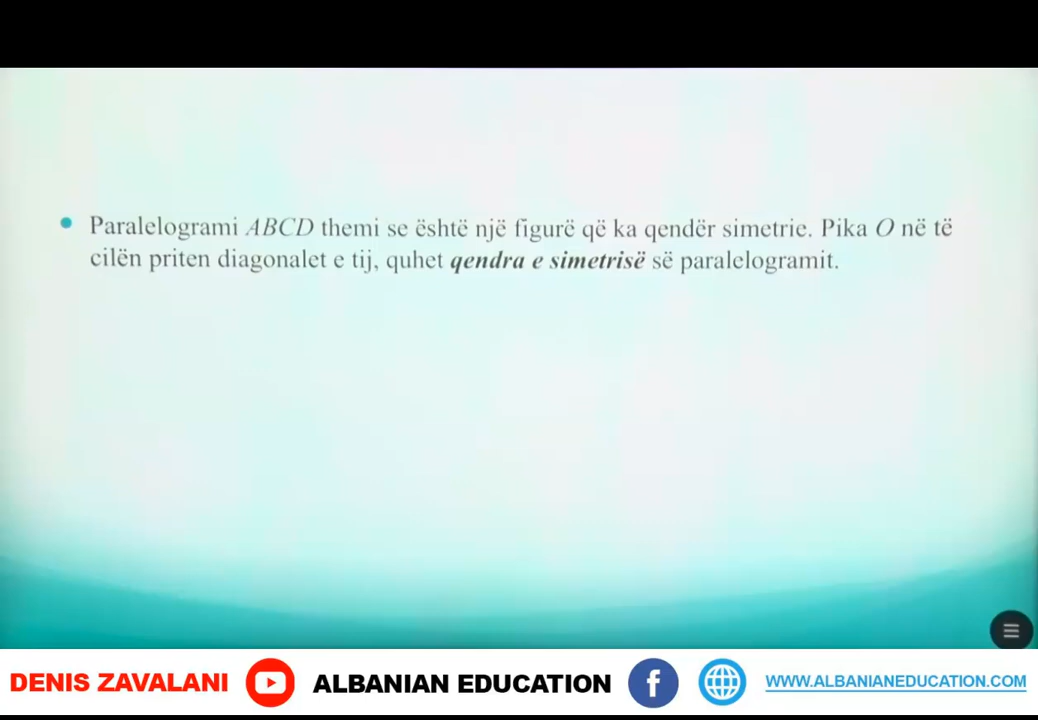 Paralelogrami ABCD themi se është një figurë që ka qendër simetrie. Pika O në të
cilën priten diagonalet e tij, quhet qendra e simetrisë së paralelogramit.
DENIS ZAVALANI ALBANIAN EDUCATION WWW.ALBANIANEDUCATION.COM